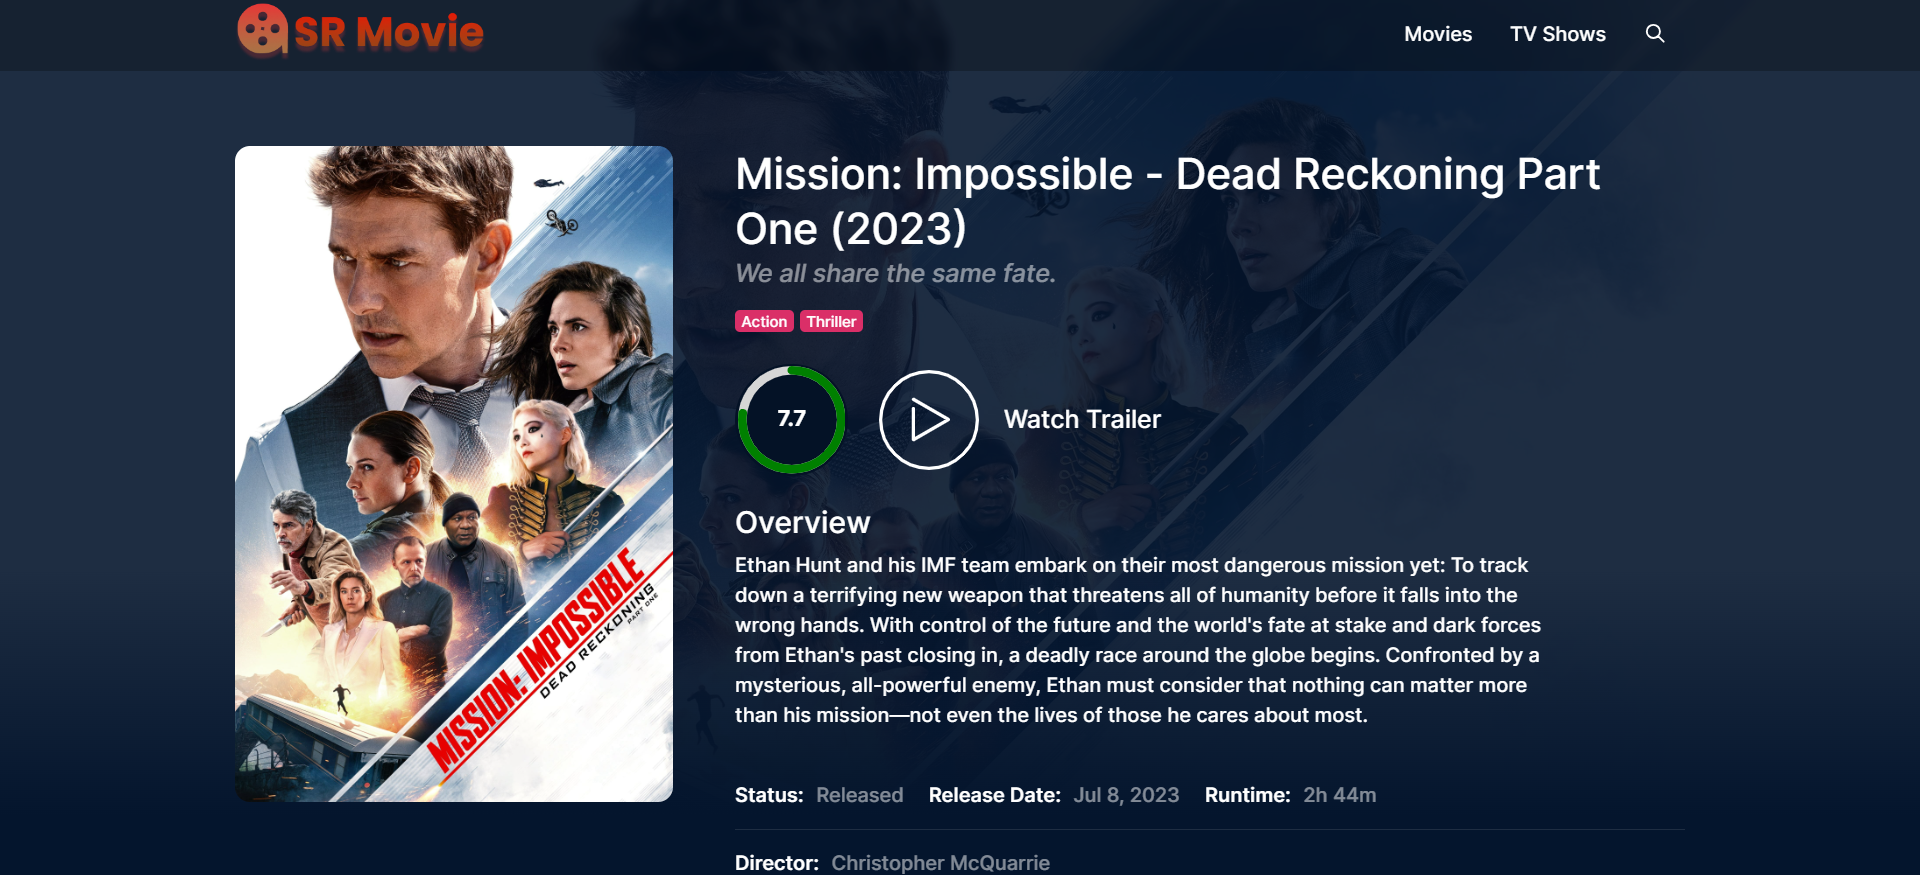 SR Movie
Movies
TV Shows
Mission: Impossible - Dead Reckoning Part
One (2023)
We all share the same fate.
Action
Thriller
7.7
Watch Trailer
Overview
Ethan Hunt and his IMF team embark on their most dangerous mission yet: To track
down a terrifying new weapon that threatens all of humanity before it falls into the
wrong hands. With control of the future and the world's fate at stake and dark forces
from Ethan's past closing in, a deadly race around the globe begins. Confronted by a
mysterious, all-powerful enemy, Ethan must consider that nothing can matter more
than his mission—not even the lives of those he cares about most.
Status: Released Release Date: Jul 8, 2023 Runtime: 2h 44m
Director: Christopher McQuarrie
MISSION: IMPOSSIBLE
DEAD RECKONING
PART ONE